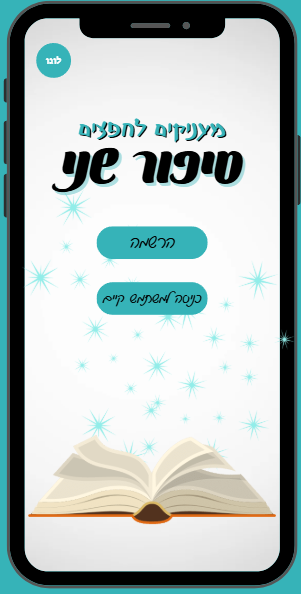 לוגו
מעניקים לחפצים
סיפור שני
הרשמה
כניסה למשתמש קיים